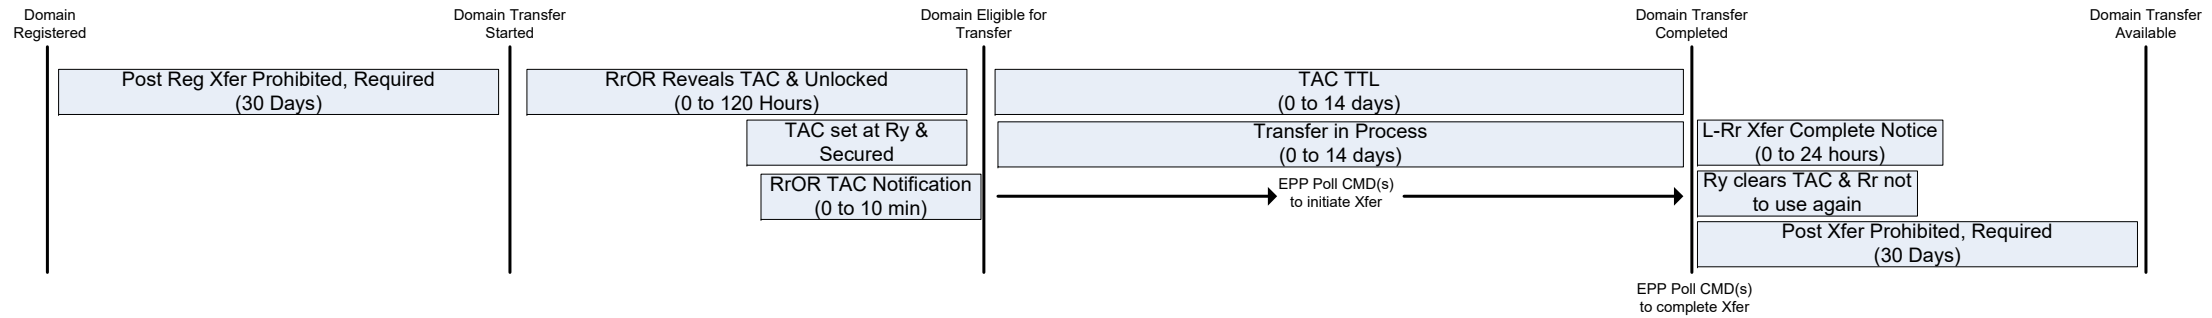 Domain
Registered
Domain Transfer
Started
Domain Eligible for
Transfer
Domain Transfer
Completed
Domain Transfer
Available
Post Reg Xfer Prohibited, Required
(30 Days)
RrOR Reveals TAC & Unlocked
(0 to 120 Hours)
TAC set at Ry &
Secured
RrOR TAC Notification
(0 to 10 min)
TAC TTL
(0 to 14 days)
Transfer in Process
(0 to 14 days)
EPP Poll CMD(s)
to initiate Xfer
L-Rr Xfer Complete Notice
(0 to 24 hours)
Ry clears TAC & Rr not
to use again
Post Xfer Prohibited, Required
(30 Days)
EPP Poll CMD(s)
to complete Xfer